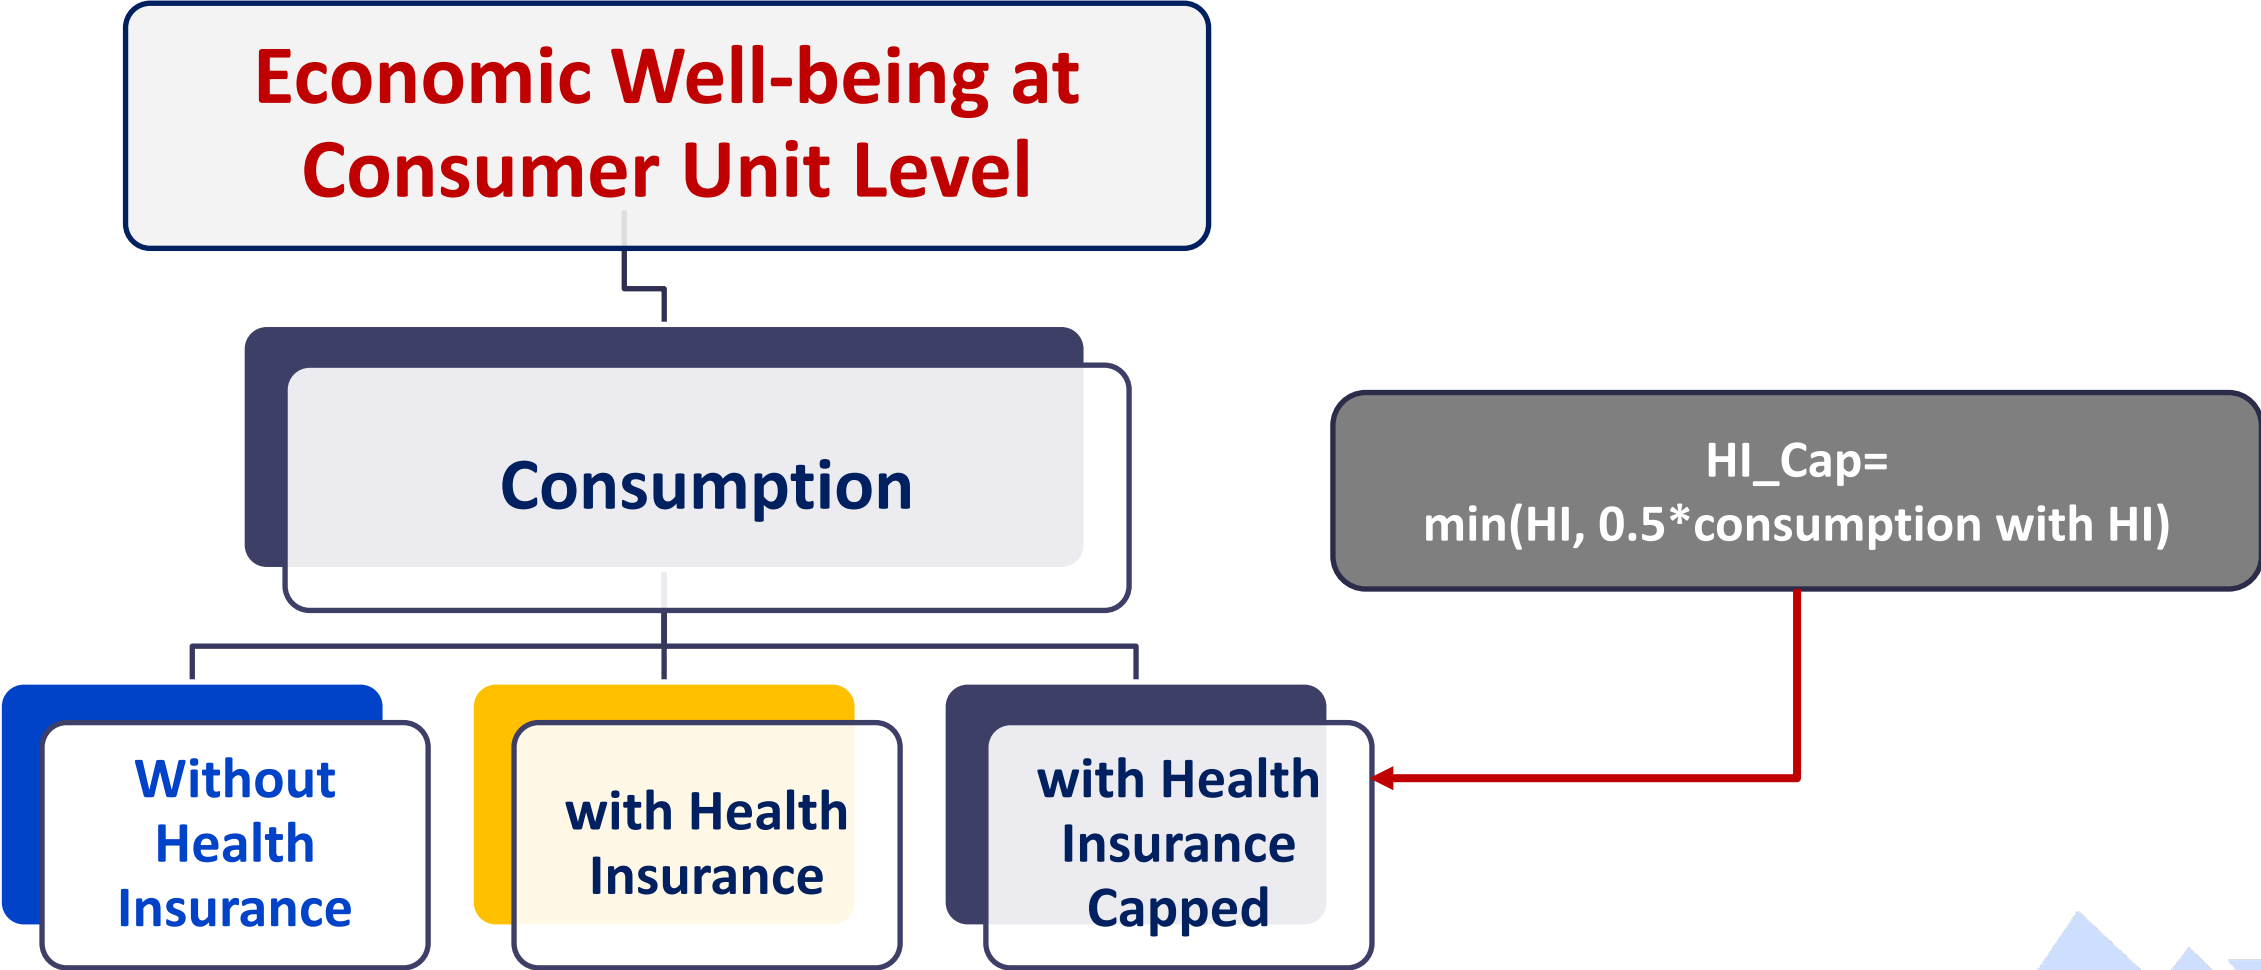 Economic Well-being at
Consumer Unit Level
Consumption
HI_Cap=
min(HI, 0.5*consumption with HI)
Without
Health
Insurance
with Health
Insurance
with Health
Insurance
Capped